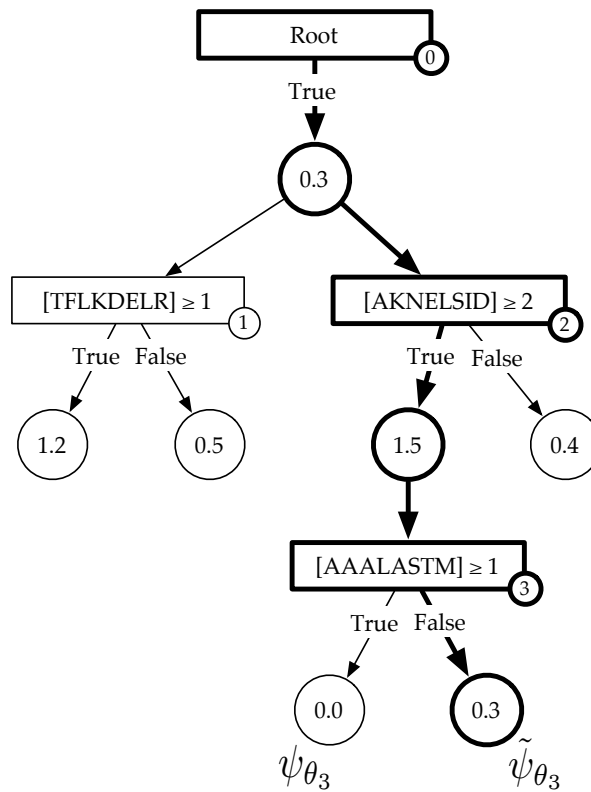 Root
0
True
0.3
[TFLKDELR] ≥ 1
1
[AKNELSID] ≥ 2
2
True False
True False
1.2
0.5
1.5
0.4
[AAALASTM] ≥ 1
3
True False
0.0
0.3
ψθ₃
ψ̃θ₃